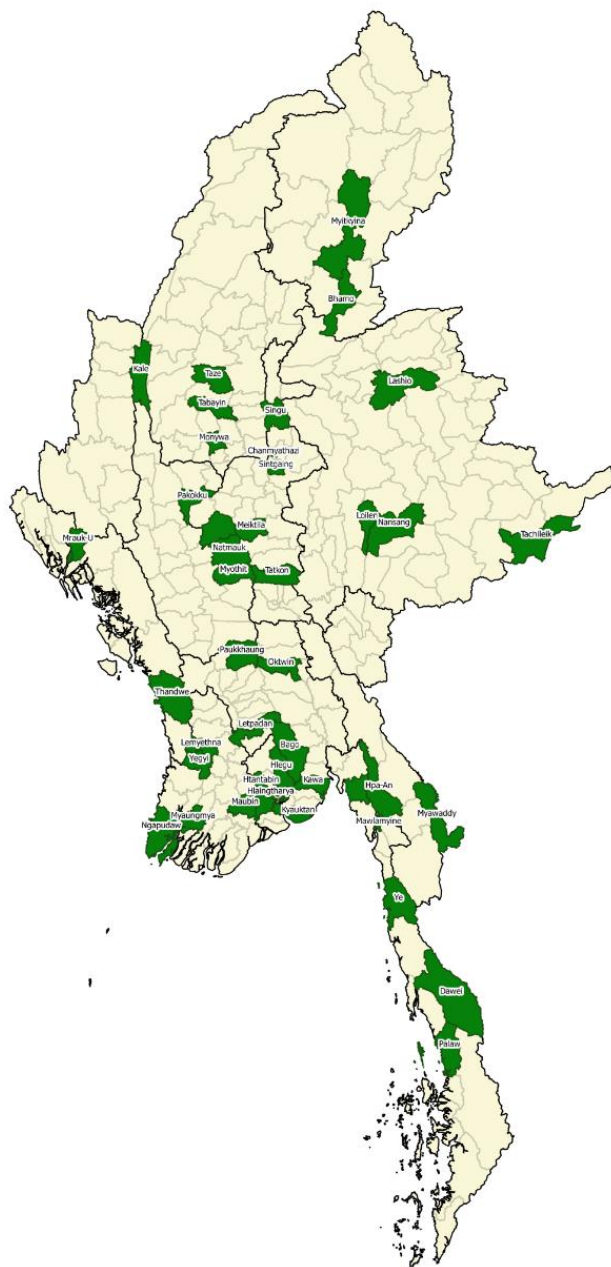 Myitkyina
Bhamo
Kale
Taze
Lashio
Tabayin
Singu
Monywa
Chanmyathazi
Sintgaing
Pakokku
Loilen
Nansang
Meiktila
Mrauk-U
Natmauk
Tachileik
Myothit
Tatkon
Paukkhaung
Oktwin
Thandwe
Letpadan
Lemyethna
Bago
Yegyi
Hlegu
Htantabin
Kawa
Hpa-An
Hlaingtharya
Maubin
Myawaddy
Kyauktan
Myaungmya
Ngapudaw
Mawlamyine
Ye
Dawei
Palaw